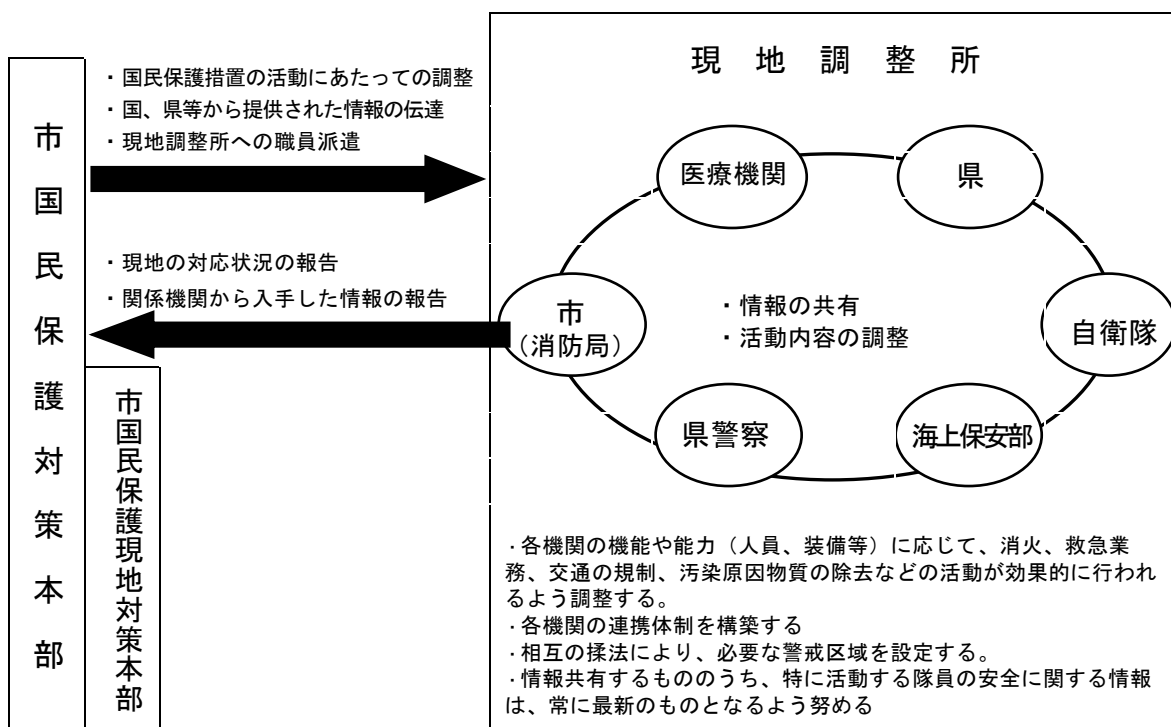 市国民保護対策本部
市国民保護現地対策本部
・国民保護措置の活動にあたっての調整
・国、県等から提供された情報の伝達
・現地調整所への職員派遣
・現地の対応状況の報告
・関係機関から入手した情報の報告
現地調整所
医療機関
県
市
（消防局）
・情報の共有
・活動内容の調整
自衛隊
県警察
海上保安部
・各機関の機能や能力（人員、装備等）に応じて、消火、救急業
務、交通の規制、汚染原因物質の除去などの活動が効果的に行われ
るよう調整する。
・各機関の連携体制を構築する
・相互の揉法により、必要な警戒区域を設定する。
・情報共有するもののうち、特に活動する隊員の安全に関する情報
は、常に最新のものとなるよう努める